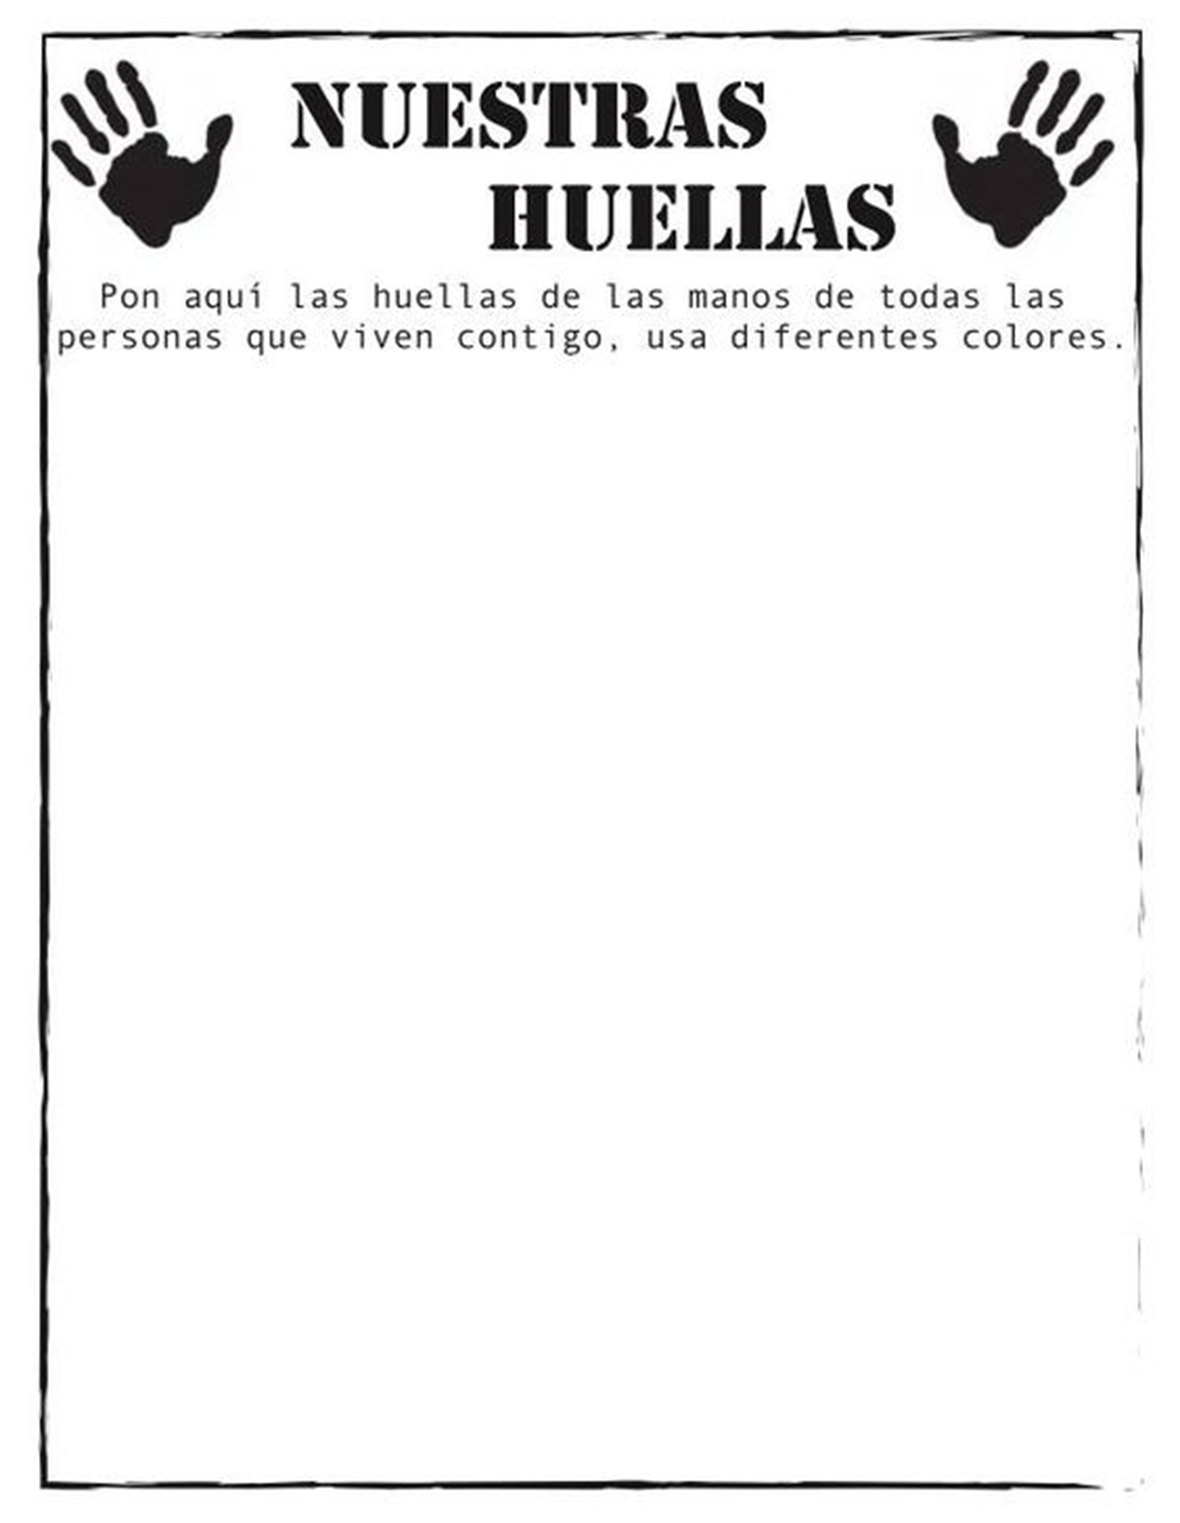 NUESTRAS
HUELLAS
Pon aquí las huellas de las manos de todas las
personas que viven contigo, usa diferentes colores.